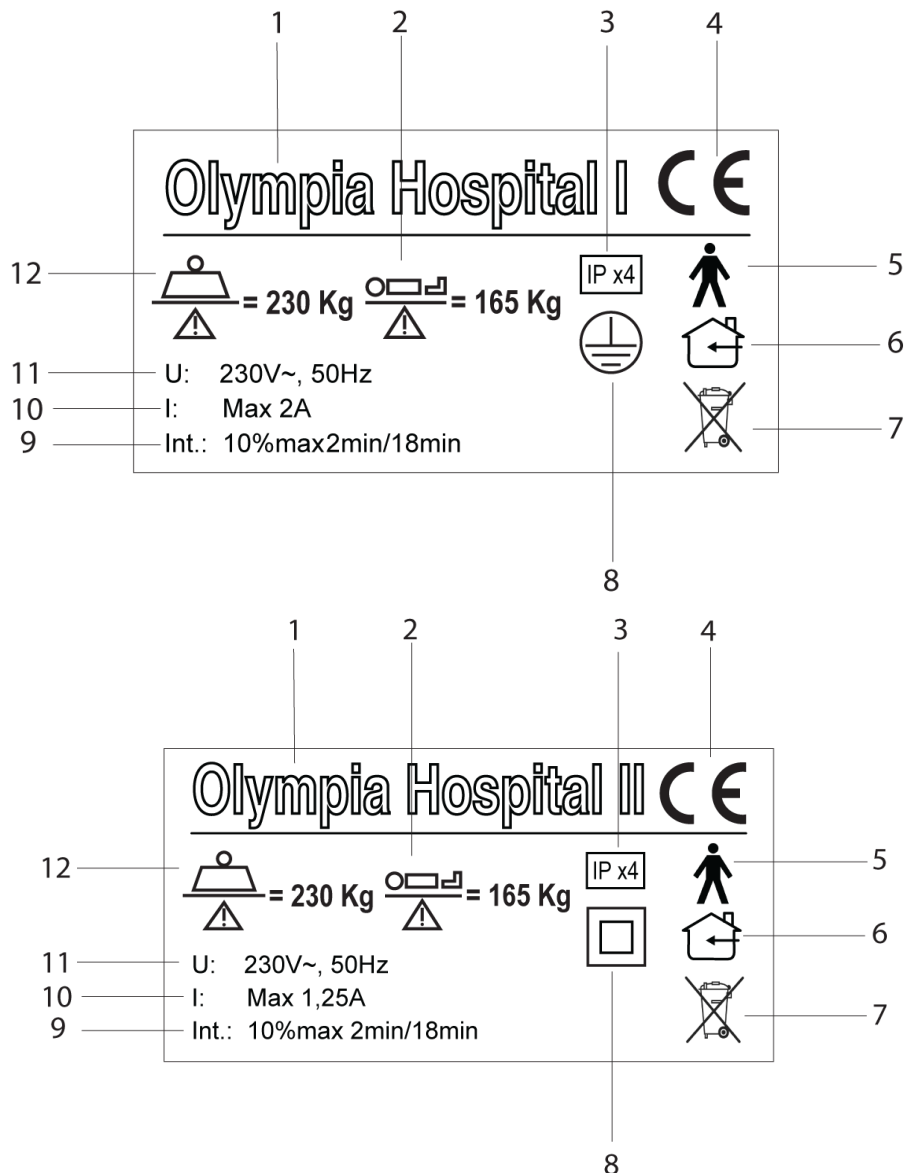 1 2 3 4
Olympia Hospital I CE
12 = 230 Kg = 165 Kg IP x4 5
6
11 U: 230V~, 50Hz
10 I: Max 2A
9 Int.: 10%max2min/18min 7
8
1 2 3 4
Olympia Hospital II CE
12 = 230 Kg = 165 Kg IP x4 5
6
11 U: 230V~, 50Hz
10 I: Max 1,25A
9 Int.: 10%max 2min/18min 7
8